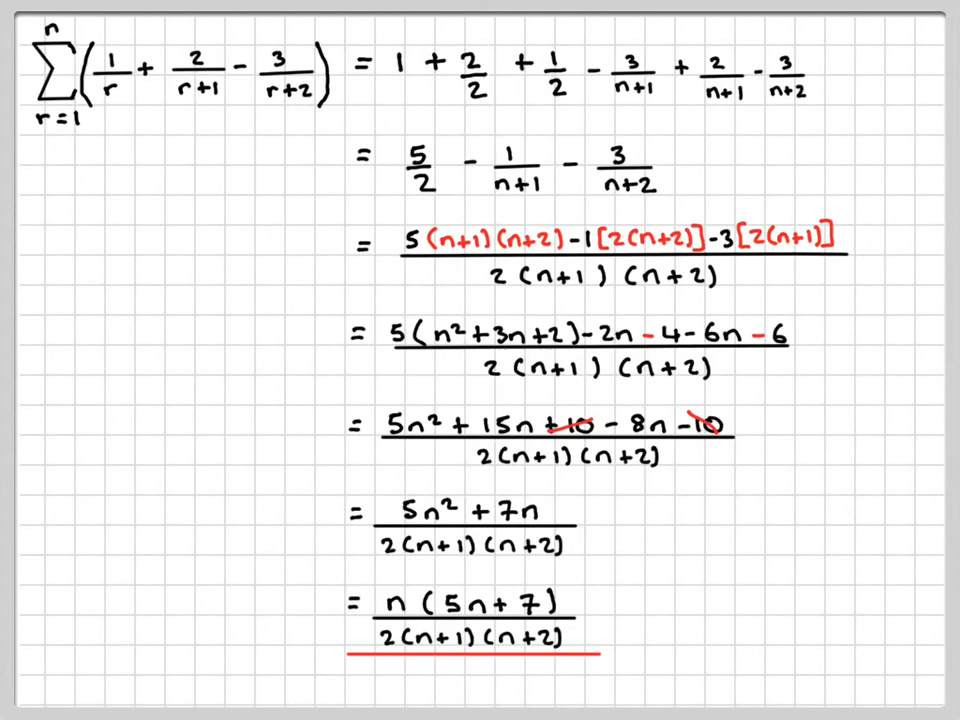 n∑r=1 (1/r + 2/(r+1) - 3/(r+2)) = 1 + 2/2 + 1/2 - 3/(n+1) + 2/(n+1) - 3/(n+2)
= 5/2 - 1/(n+1) - 3/(n+2)
= 5(n+1)(n+2)-1[2(n+2)]-3[2(n+1)] / 2(n+1)(n+2)
= 5(n²+3n+2)-2n-4-6n-6 / 2(n+1)(n+2)
= 5n²+15n+10-8n-10 / 2(n+1)(n+2)
= 5n²+7n / 2(n+1)(n+2)
= n(5n+7) / 2(n+1)(n+2)